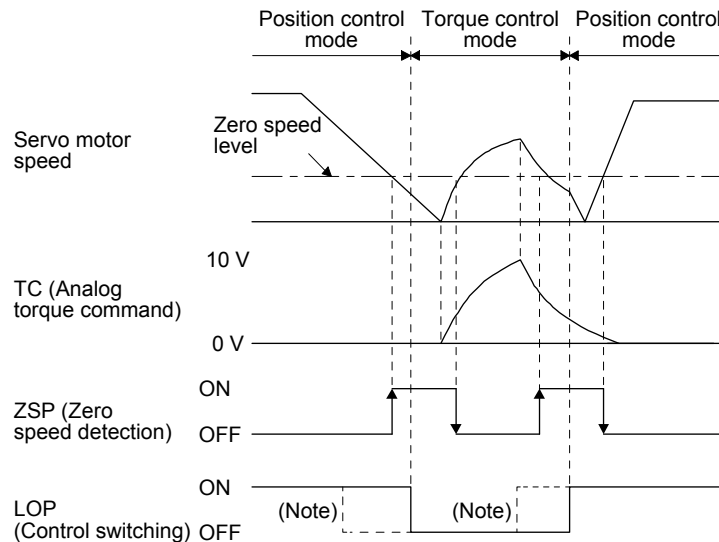 Position control
mode
Torque control
mode
Position control
mode
Servo motor
speed
Zero speed
level
10 V
TC (Analog
torque command)
0 V
ON
ZSP (Zero
speed detection)
OFF
ON
LOP
(Control switching)
(Note)
(Note)
OFF